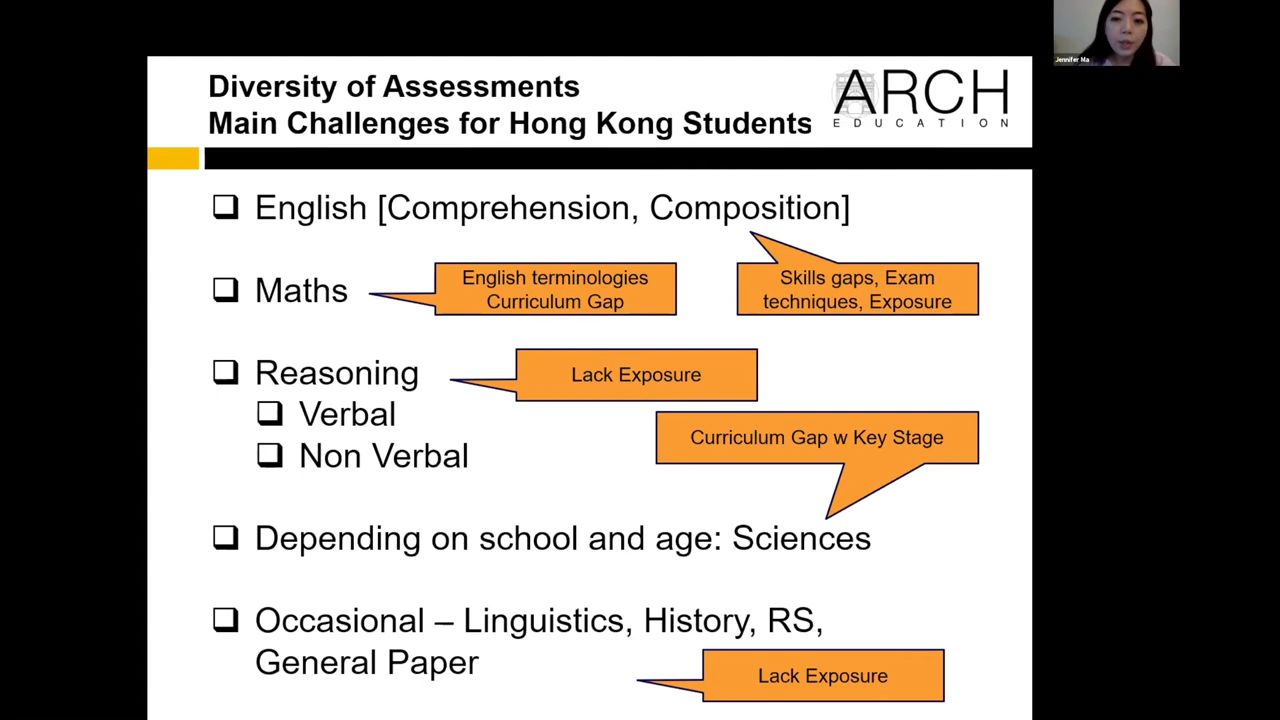 Jennifer Ma
Diversity of Assessments
Main Challenges for Hong Kong Students
ARCH
EDUCATION
English [Comprehension, Composition]
Skills gaps, Exam
techniques, Exposure
Maths
English terminologies
Curriculum Gap
Reasoning
Lack Exposure
Verbal
Non Verbal
Curriculum Gap w Key Stage
Depending on school and age: Sciences
Occasional – Linguistics, History, RS,
General Paper
Lack Exposure